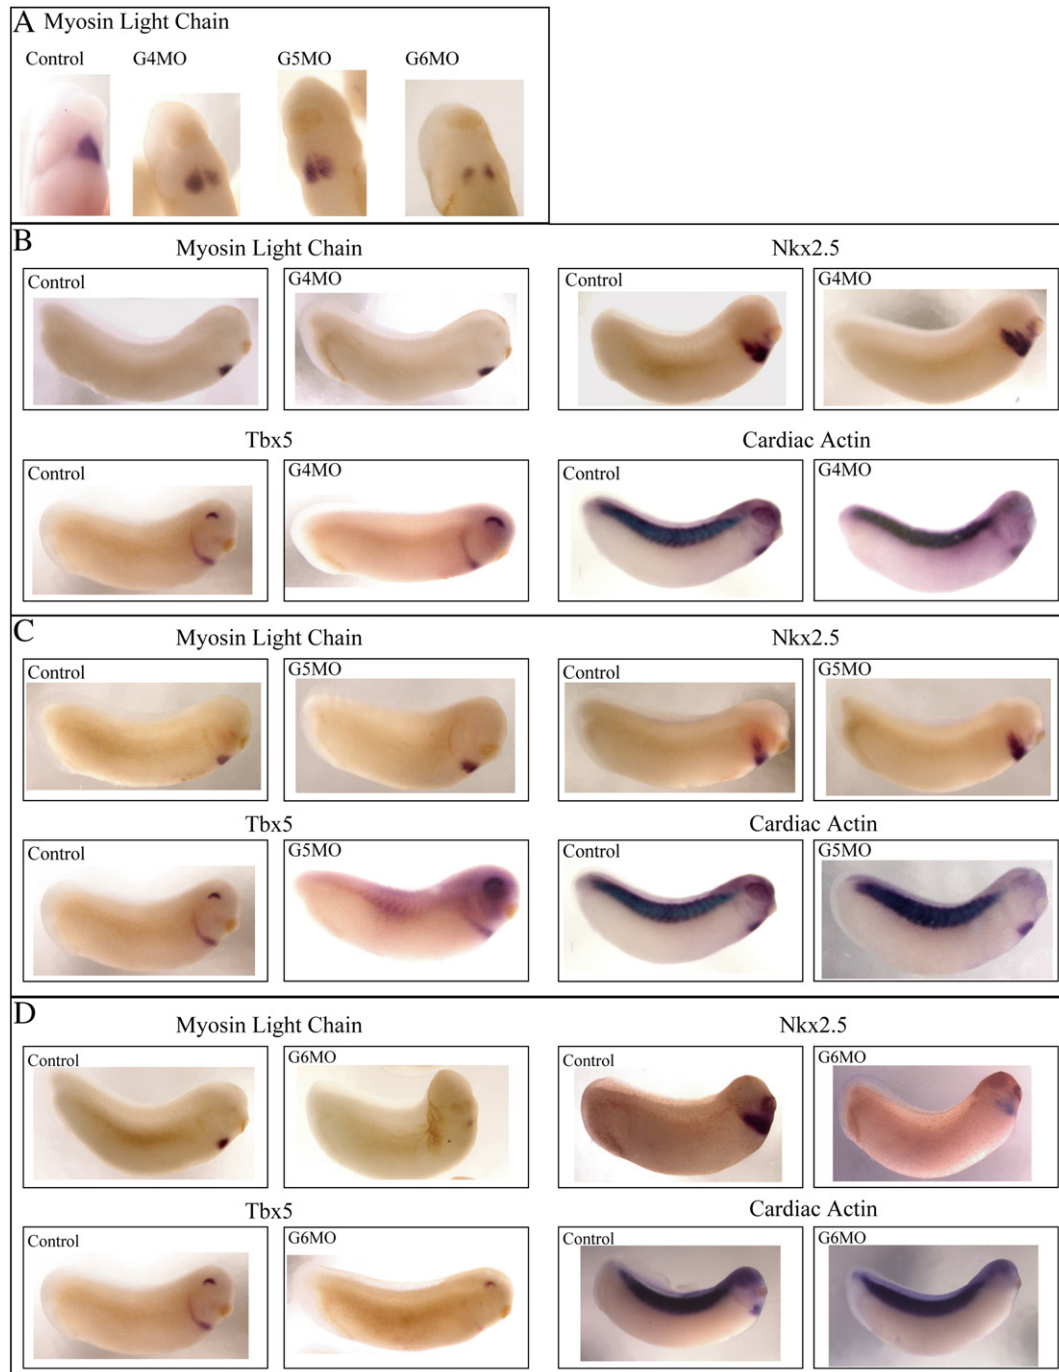 A Myosin Light Chain
Control G4MO G5MO G6MO
B
Myosin Light Chain Nkx2.5
Control G4MO Control G4MO
Tbx5 Cardiac Actin
Control G4MO Control G4MO
C
Myosin Light Chain Nkx2.5
Control G5MO Control G5MO
Tbx5 Cardiac Actin
Control G5MO Control G5MO
D
Myosin Light Chain Nkx2.5
Control G6MO Control G6MO
Tbx5 Cardiac Actin
Control G6MO Control G6MO